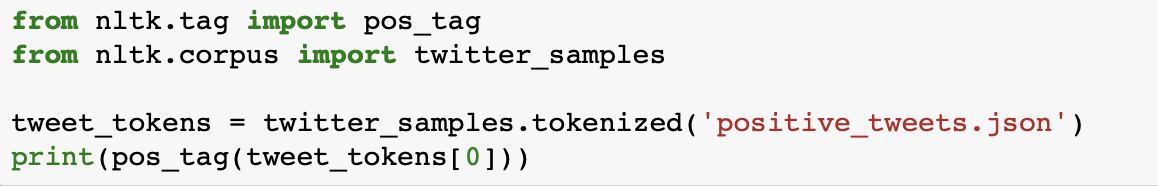 from nltk.tag import pos_tag
from nltk.corpus import twitter_samples
tweet_tokens = twitter_samples.tokenized('positive_tweets.json')
print(pos_tag(tweet_tokens[0]))